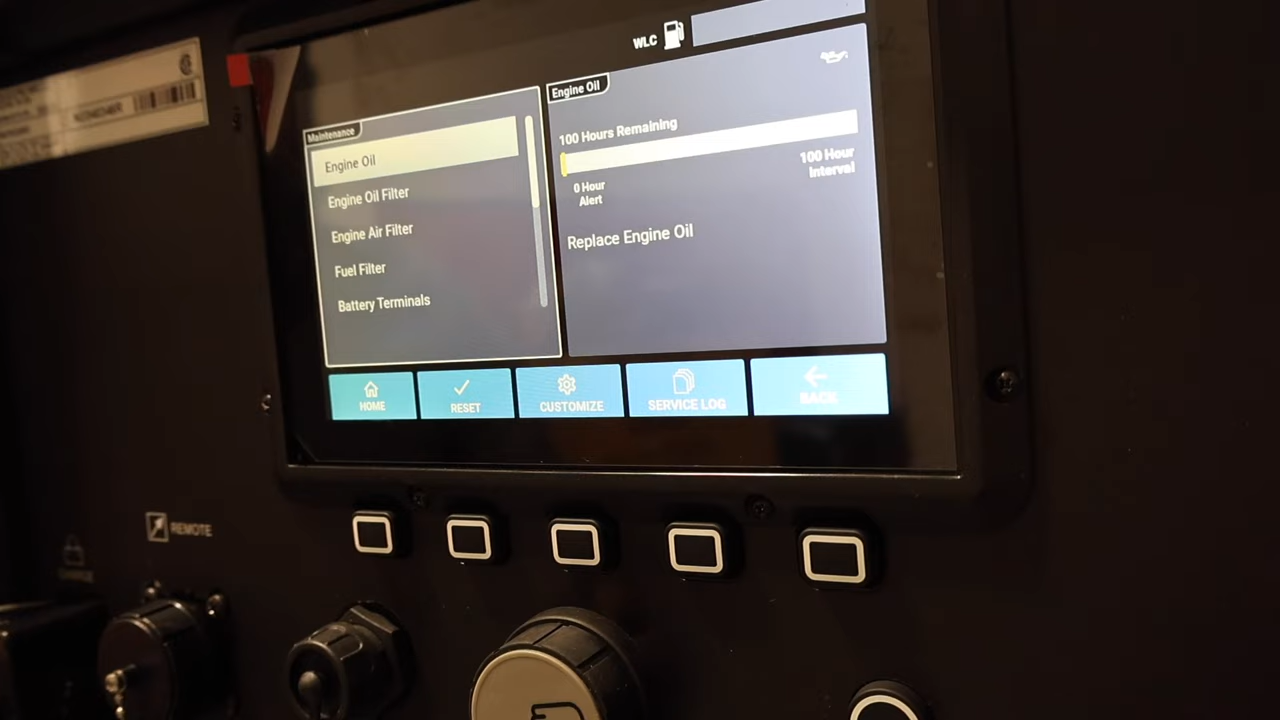 WLC
Maintenance
Engine Oil
Engine Oil Filter
Engine Air Filter
Fuel Filter
Battery Terminals
Engine Oil
100 Hours Remaining
0 Hour
Alert
100 Hour
Interval
Replace Engine Oil
HOME
RESET
CUSTOMIZE
SERVICE LOG
BACK
REMOTE